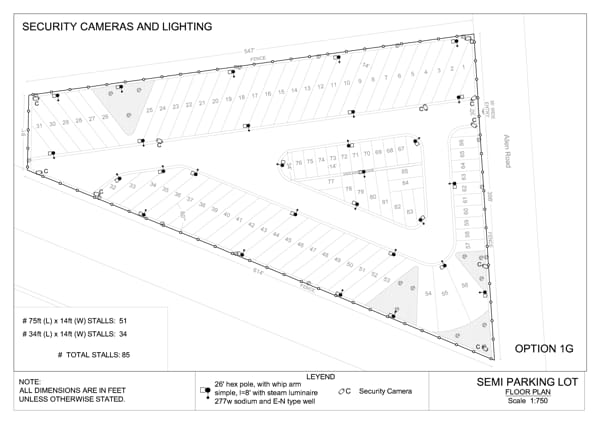 SECURITY CAMERAS AND LIGHTING
547'
FENCE
14'
31 30 29 28 25 24 23 22 21 20 19 18 17 16 15 14 13 12 11 10 9 8 7 6 5 4 3 2 1
C
C
C
C
C
C
Alan Road
308'
FENCE
66
65
64
63
62
61
60
59
58
57
76 75 74 73 72 71 70 69 68 67
14'
77
78
79
80
81
82
83
84
85
32 33 34 35 36 37 38 39 40 41 42 43 44 45 46 47 48 49 50 51 52 53
54 55 56
80'
514'
FENCE
# 75ft (L) x 14ft (W) STALLS: 51
# 34ft (L) x 14ft (W) STALLS: 34
# TOTAL STALLS: 85
OPTION 1G
NOTE:
ALL DIMENSIONS ARE IN FEET
UNLESS OTHERWISE STATED.
LEYEND
26' hex pole, with whip arm
simple, l=8' with steam luminaire
277w sodium and E-N type well
C Security Camera
SEMI PARKING LOT
FLOOR PLAN
Scale 1:750